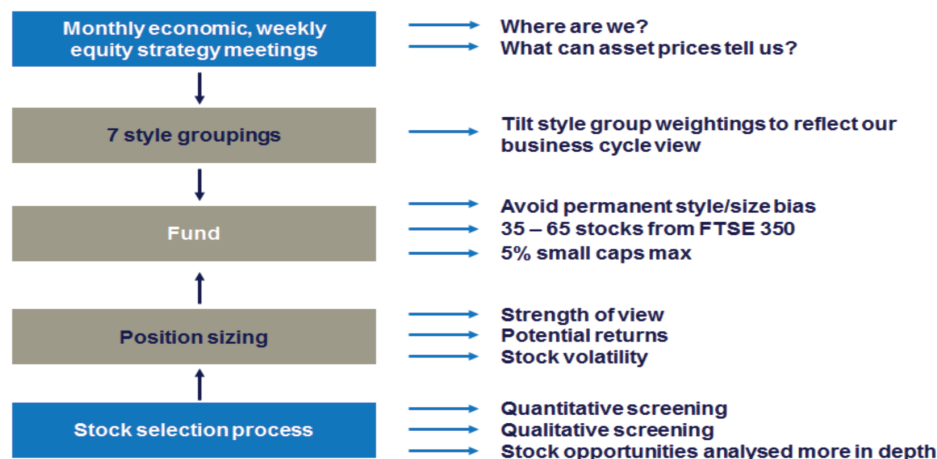 Monthly economic, weekly
equity strategy meetings
Where are we?
What can asset prices tell us?
7 style groupings
Tilt style group weightings to reflect our
business cycle view
Fund
Avoid permanent style/size bias
35 – 65 stocks from FTSE 350
5% small caps max
Position sizing
Strength of view
Potential returns
Stock volatility
Stock selection process
Quantitative screening
Qualitative screening
Stock opportunities analysed more in depth